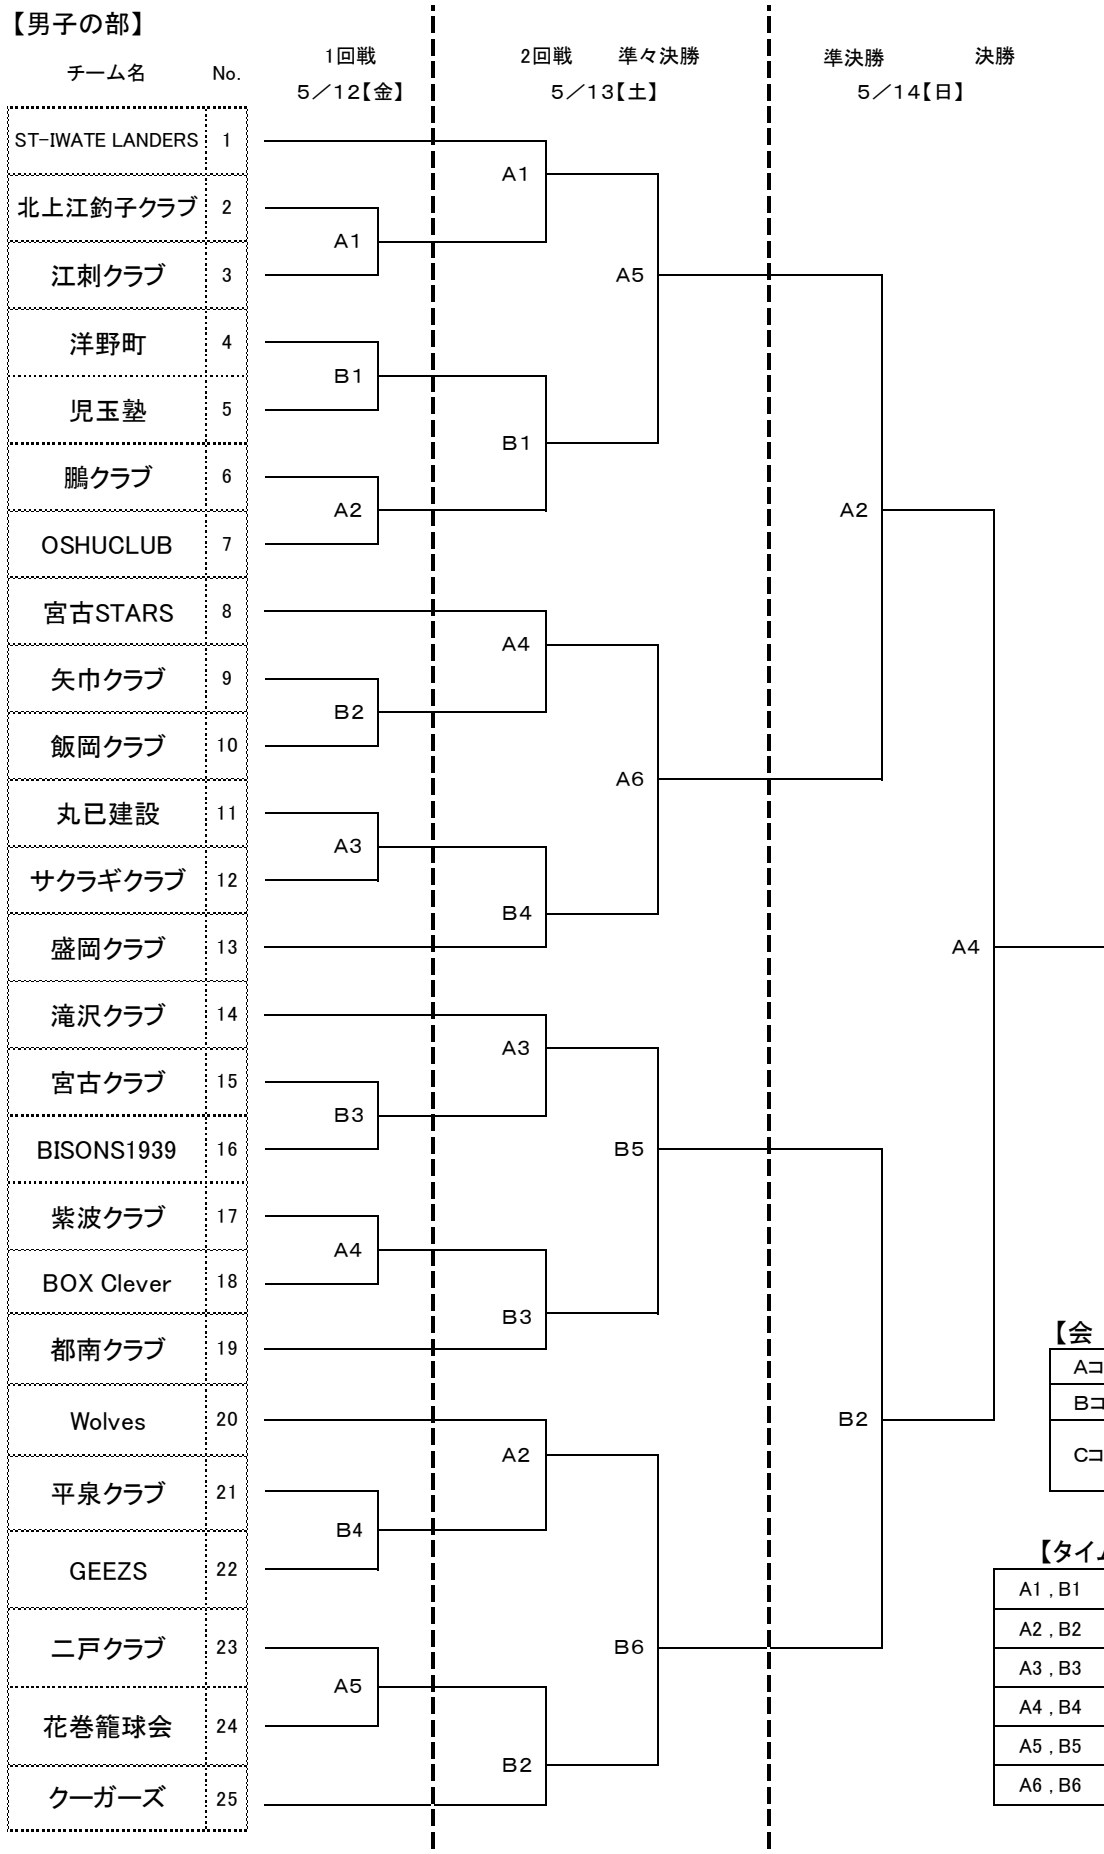 【男子の部】
1回戦 2回戦 準々決勝 準決勝 決勝
チーム名 No. 5／12【金】 5／13【土】 5／14【日】
ST-IWATE LANDERS 1
A1
北上江釣子クラブ 2
A1
江刺クラブ 3 A5
洋野町 4
B1
児玉塾 5
B1
鵬クラブ 6
A2 A2
OSHUCLUB 7
宮古STARS 8
A4
矢巾クラブ 9
B2
飯岡クラブ 10
A6
丸已建設 11
A3
サクラギクラブ 12
B4
盛岡クラブ 13 A4
滝沢クラブ 14
A3
宮古クラブ 15
B3
BISONS1939 16 B5
紫波クラブ 17
A4
BOX Clever 18
B3
都南クラブ 19
【会
Aコ
Bコ
Wolves 20 B2
A2
Cコ
平泉クラブ 21
B4
【タイム
GEEZS 22
A1 , B1
A2 , B2
二戸クラブ 23 B6
A3 , B3
A5
A4 , B4
花巻籠球会 24
A5 , B5
B2
A6 , B6
クーガーズ 25